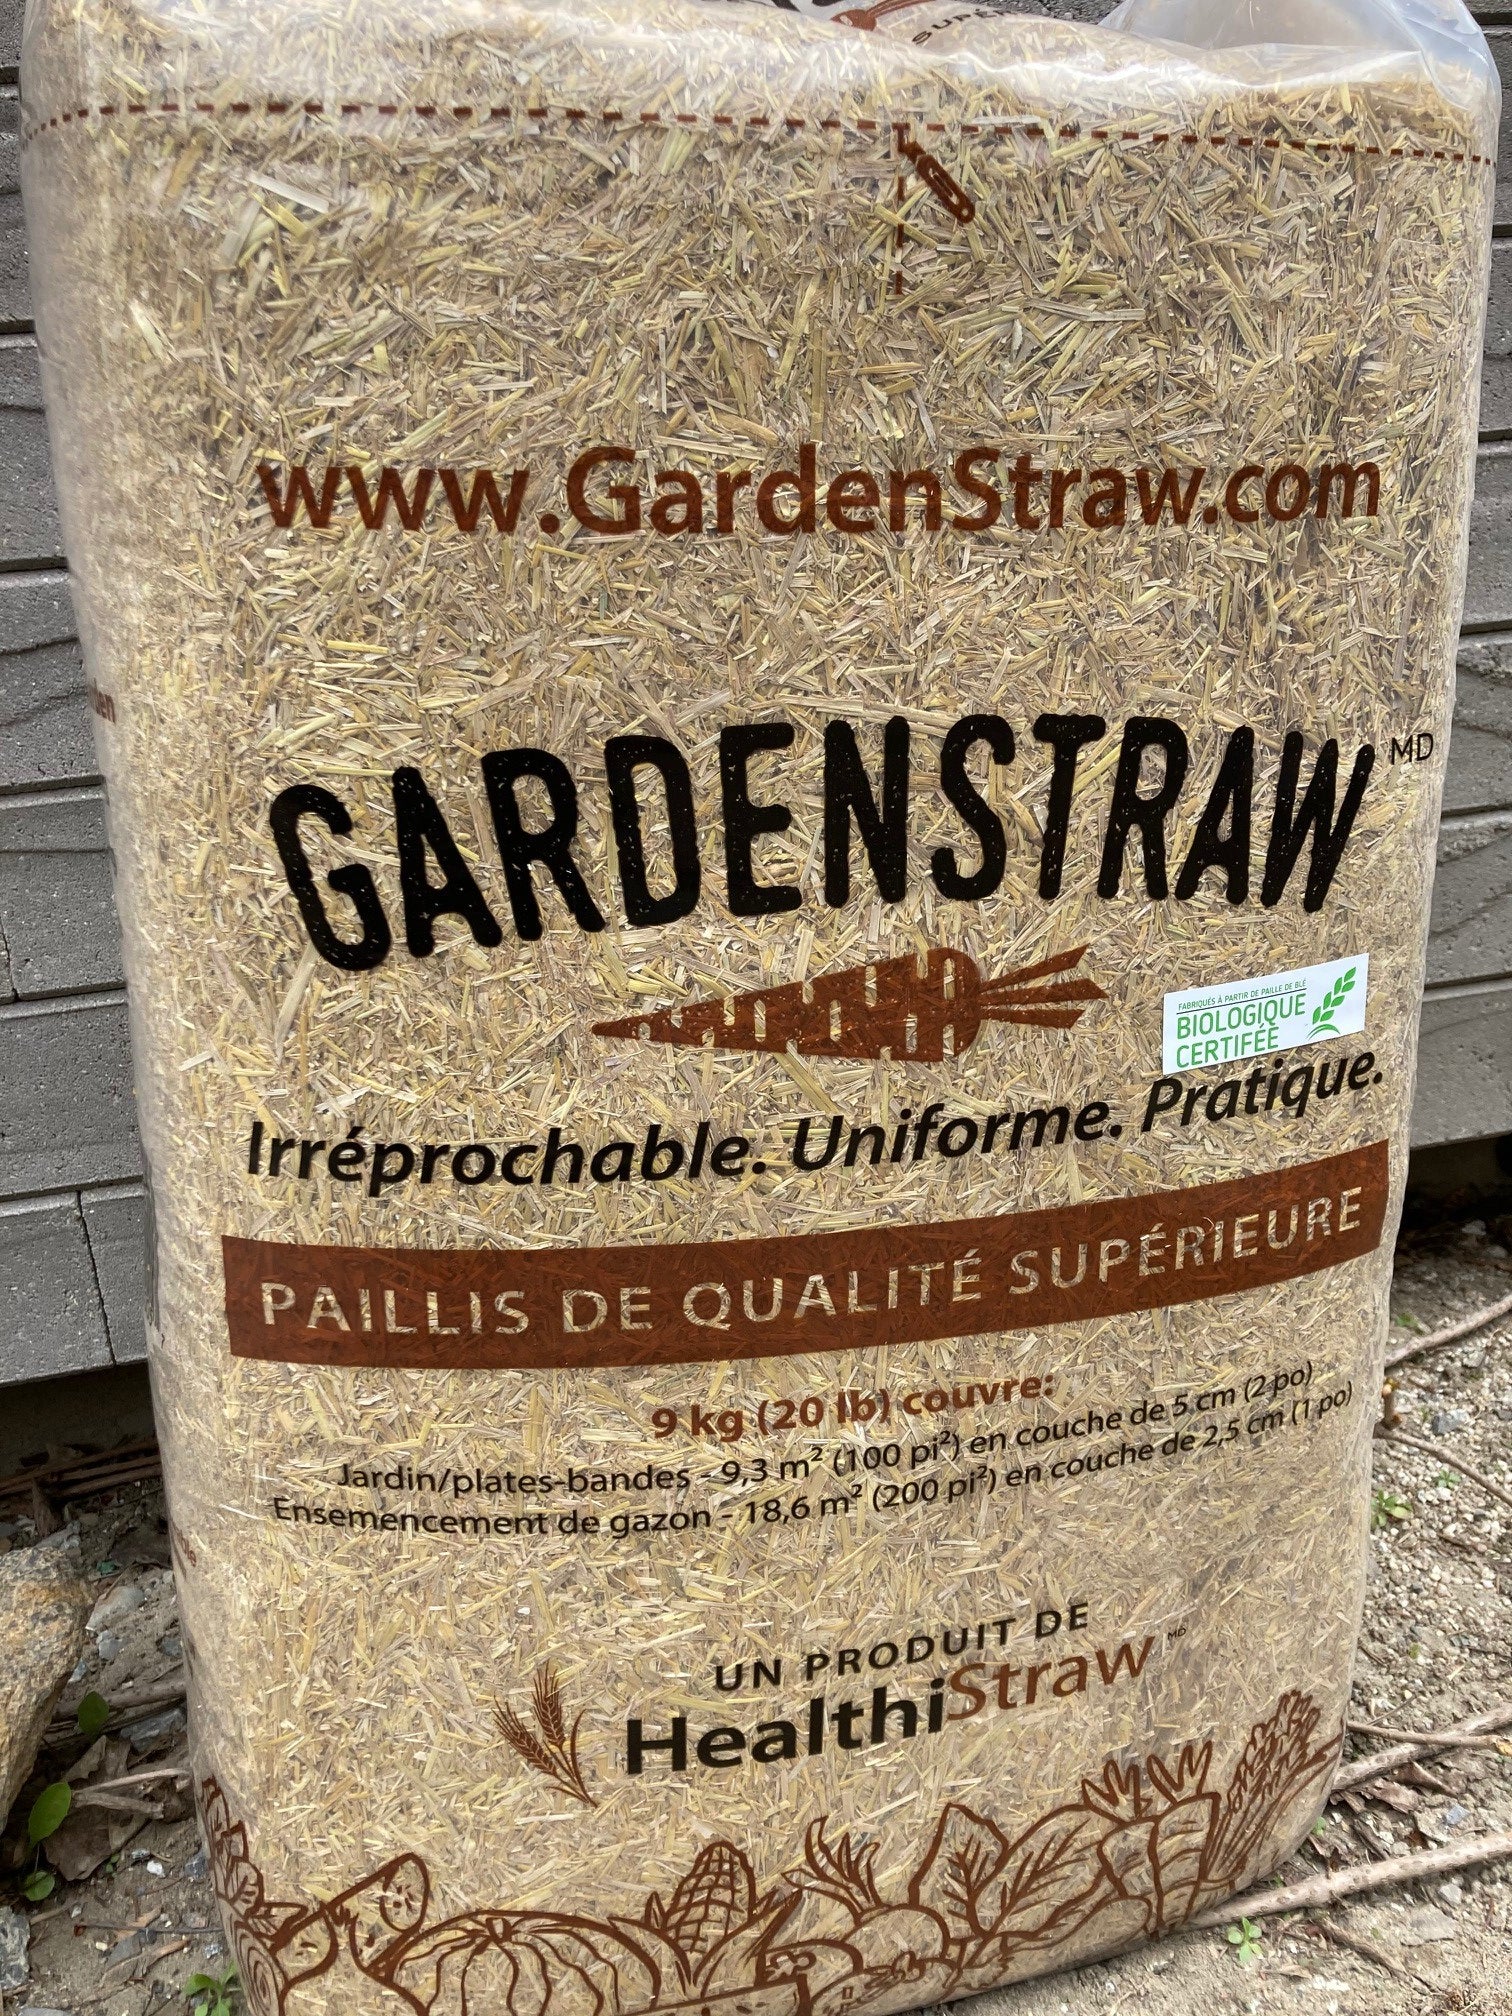 SUPÉR
www.GardenStraw.com
GARDENSTRAW MD
FABRIQUÉS À PARTIR DE PAILLE DE BLÉ
BIOLOGIQUE
CERTIFÉE
Irréprochable. Uniforme. Pratique.
PAILLIS DE QUALITÉ SUPÉRIEURE
9 kg (20 lb) couvre:
Jardin/plates-bandes - 9,3 m² (100 pi²) en couche de 5 cm (2 po)
Ensemencement de gazon - 18,6 m² (200 pi²) en couche de 2,5 cm (1 po)
UN PRODUIT DE
HealthiStraw MD